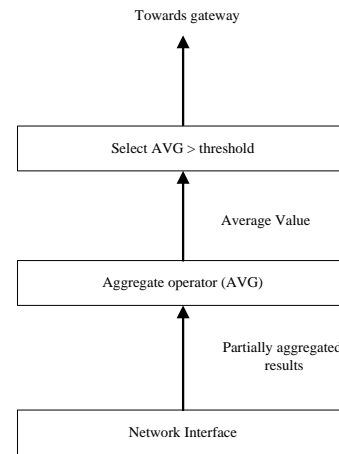 Towards gateway
Select AVG > threshold
Average Value
Aggregate operator (AVG)
Partially aggregated
results
Network Interface